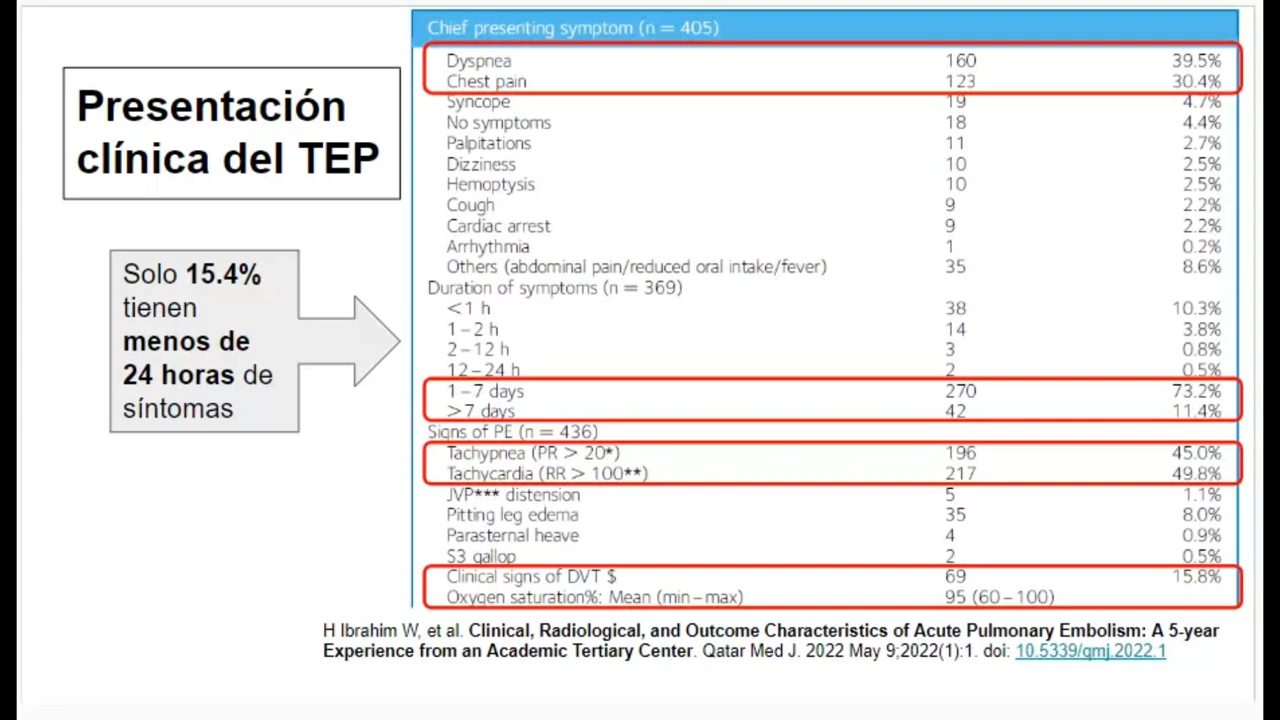 Presentación
clínica del TEP
Solo 15.4%
tienen
menos de
24 horas de
síntomas
Chief presenting symptom (n = 405)
Dyspnea 160 39.5%
Chest pain 123 30.4%
Syncope 19 4.7%
No symptoms 18 4.4%
Palpitations 11 2.7%
Dizziness 10 2.5%
Hemoptysis 10 2.5%
Cough 9 2.2%
Cardiac arrest 9 2.2%
Arrhythmia 1 0.2%
Others (abdominal pain/reduced oral intake/fever) 35 8.6%
Duration of symptoms (n = 369)
<1 h 38 10.3%
1–2 h 14 3.8%
2–12 h 3 0.8%
12–24 h 2 0.5%
1–7 days 270 73.2%
>7 days 42 11.4%
Signs of PE (n = 436)
Tachypnea (PR > 20*) 196 45.0%
Tachycardia (RR > 100**) 217 49.8%
JVP*** distension 5 1.1%
Pitting leg edema 35 8.0%
Parasternal heave 4 0.9%
S3 gallop 2 0.5%
Clinical signs of DVT $ 69 15.8%
Oxygen saturation%: Mean (min–max) 95 (60–100)
H Ibrahim W, et al. Clinical, Radiological, and Outcome Characteristics of Acute Pulmonary Embolism: A 5-year
Experience from an Academic Tertiary Center. Qatar Med J. 2022 May 9;2022(1):1. doi: 10.5339/qmj.2022.1